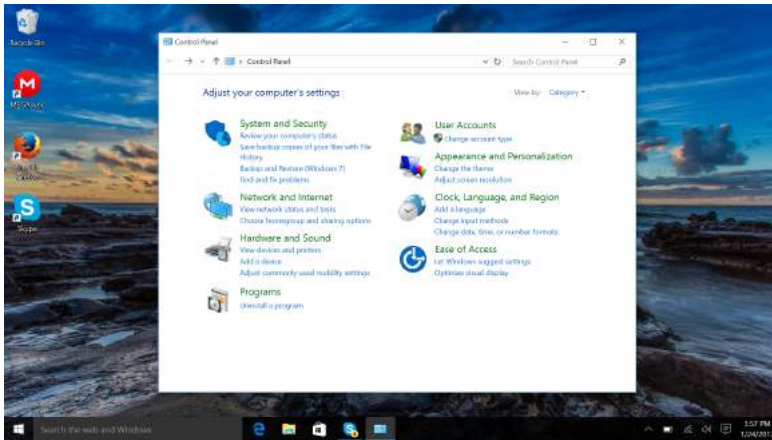 Recycle Bin
MEGAsync
Mozilla
Firefox
Skype
Control Panel
Control Panel
Search Control Panel
Adjust your computer's settings
View by: Category
System and Security
Review your computer's status
Save backup copies of your files with File
History
Backup and Restore (Windows 7)
Find and fix problems
Network and Internet
View network status and tasks
Choose homegroup and sharing options
Hardware and Sound
View devices and printers
Add a device
Adjust commonly used mobility settings
Programs
Uninstall a program
User Accounts
Change account type
Appearance and Personalization
Change the theme
Adjust screen resolution
Clock, Language, and Region
Add a language
Change input methods
Change date, time, or number formats
Ease of Access
Let Windows suggest settings
Optimize visual display
Search the web and Windows
3:57 PM